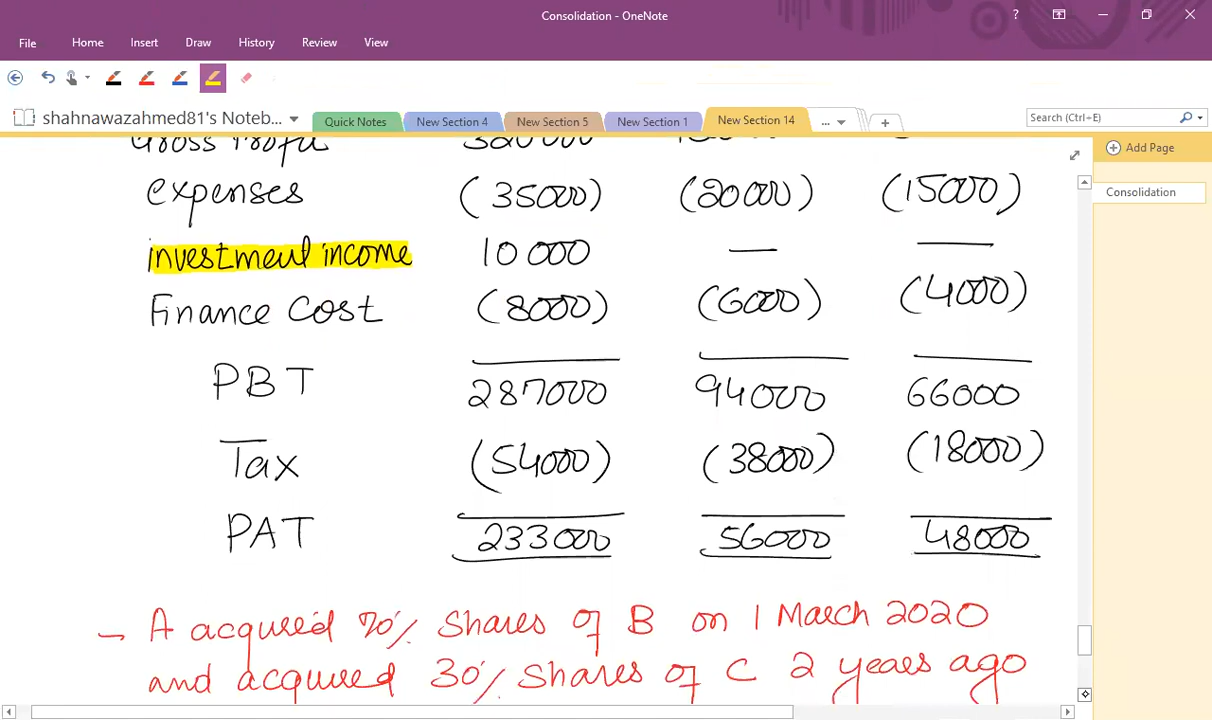 Consolidation - OneNote
?
File Home Insert Draw History Review View
shahnawazahmed81's Noteb... Quick Notes New Section 4 New Section 5 New Section 1 New Section 14 ... + Search (Ctrl+E)
Add Page
Consolidation
Gross Profit 320000
expenses (35000) (20000) (15000)
investment income 10000 — —
Finance Cost (8000) (6000) (4000)
PBT 287000 94000 66000
Tax (54000) (38000) (18000)
PAT 233000 56000 48000
- A acquired 70% Shares of B on 1 March 2020
and acquired 30% Shares of C 2 years ago